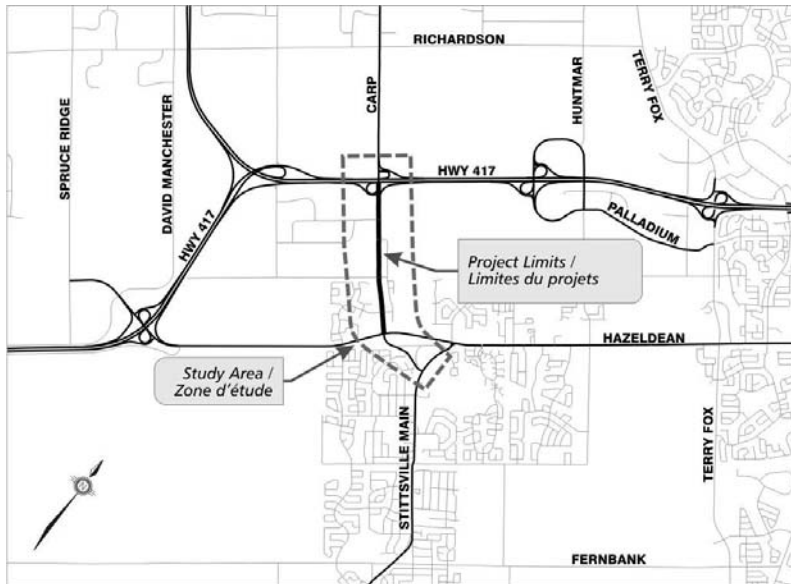 RICHARDSON
CARP
HUNTMAR
TERRY FOX
SPRUCE RIDGE
DAVID MANCHESTER
HWY 417
HWY 417
PALLADIUM
Project Limits /
Limites du projets
HAZELDEAN
Study Area /
Zone d'étude
STITTSVILLE MAIN
TERRY FOX
FERNBANK